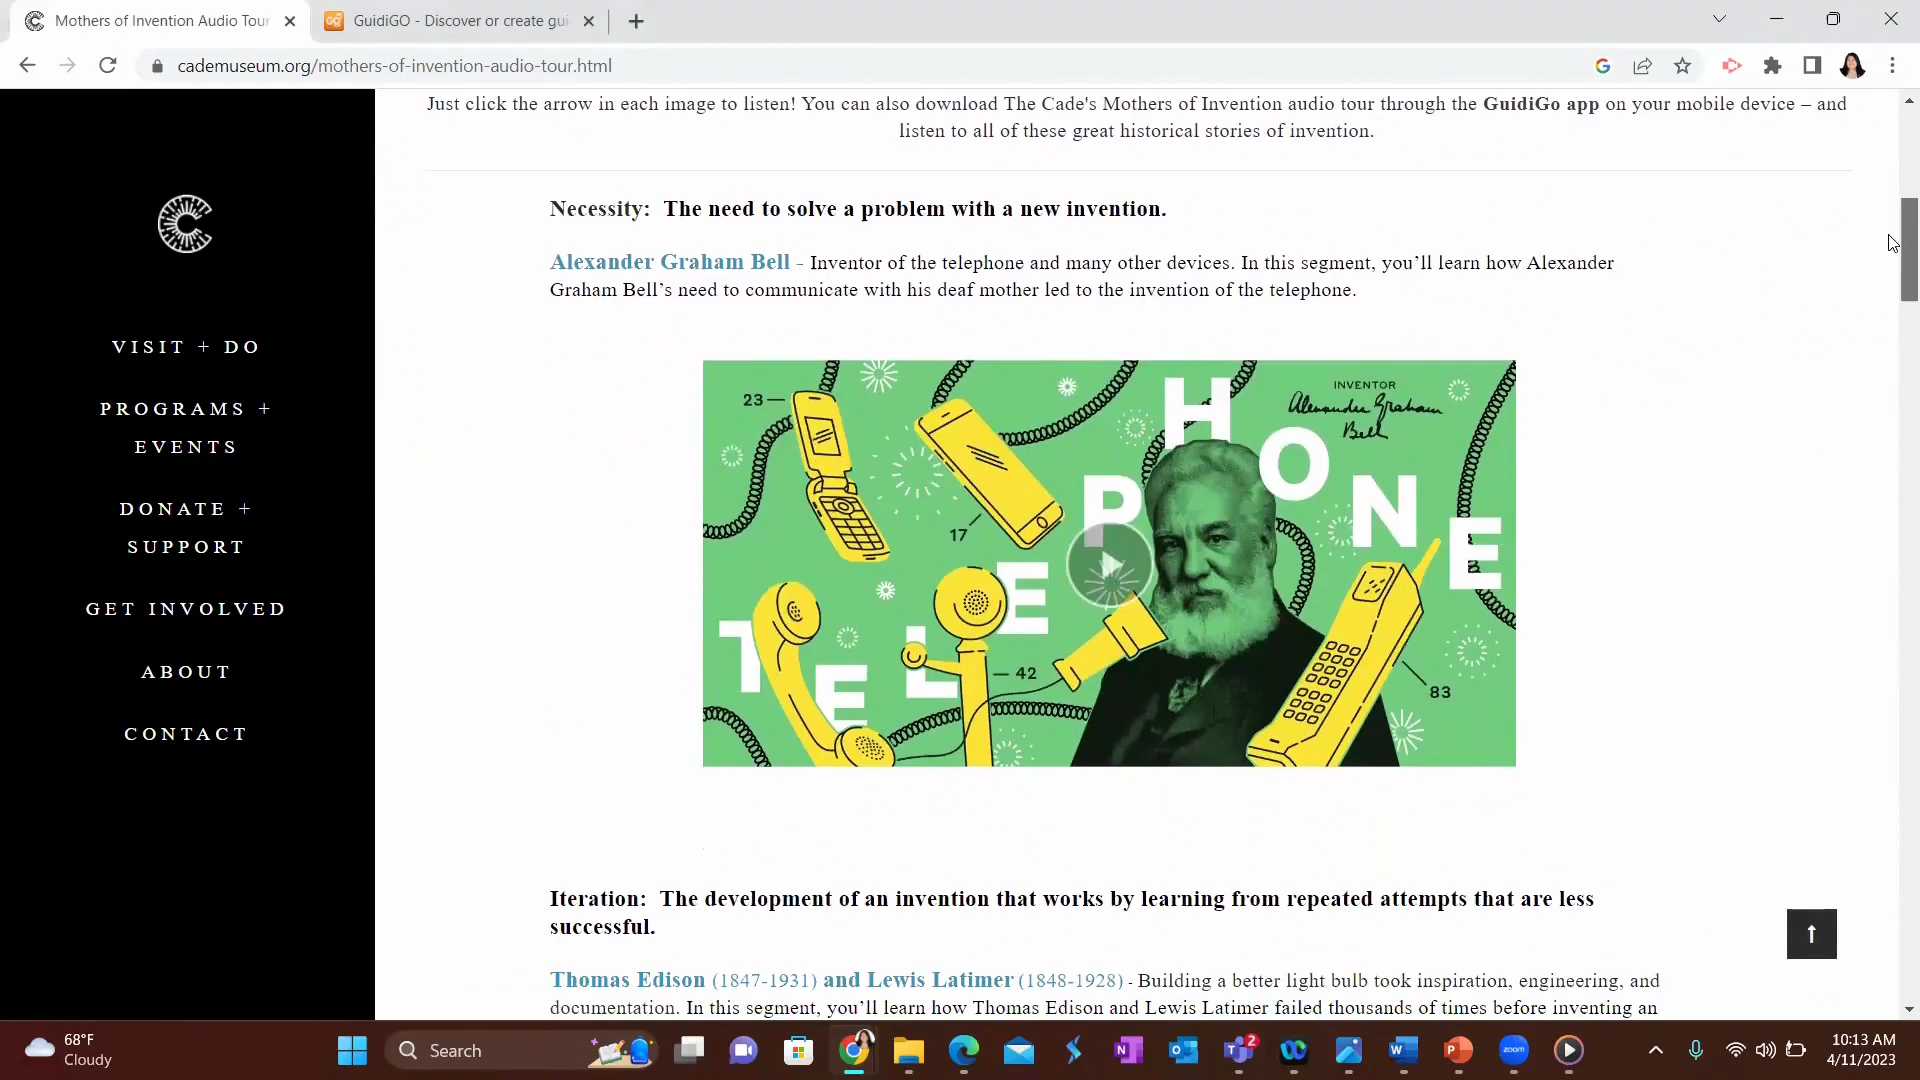 Mothers of Invention Audio Tour
GuidiGO - Discover or create gui
cademuseum.org/mothers-of-invention-audio-tour.html
Just click the arrow in each image to listen! You can also download The Cade's Mothers of Invention audio tour through the GuidiGo app on your mobile device – and
listen to all of these great historical stories of invention.
VISIT + DO
PROGRAMS +
EVENTS
DONATE +
SUPPORT
GET INVOLVED
ABOUT
CONTACT
Necessity: The need to solve a problem with a new invention.
Alexander Graham Bell - Inventor of the telephone and many other devices. In this segment, you’ll learn how Alexander
Graham Bell’s need to communicate with his deaf mother led to the invention of the telephone.
TELEPHONE
INVENTOR
Alexander Graham
Bell
23
17
42
83
Iteration: The development of an invention that works by learning from repeated attempts that are less
successful.
Thomas Edison (1847-1931) and Lewis Latimer (1848-1928) - Building a better light bulb took inspiration, engineering, and
documentation. In this segment, you’ll learn how Thomas Edison and Lewis Latimer failed thousands of times before inventing an
68°F
Cloudy
Search
2
zoom
10:13 AM
4/11/2023